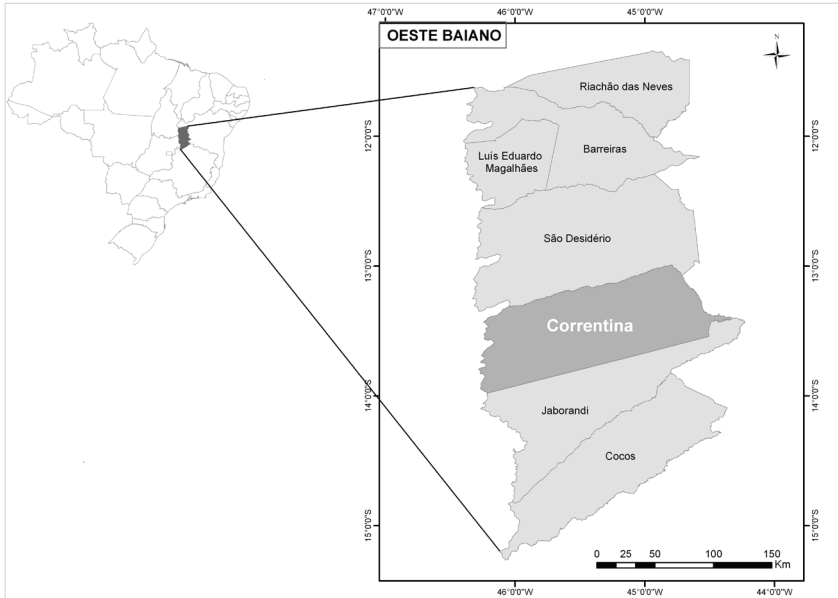 47°0'0"W
46°0'0"W
45°0'0"W
OESTE BAIANO
N
Riachão das Neves
12°0'0"S
12°0'0"S
Luís Eduardo
Magalhães
Barreiras
São Desidério
13°0'0"S
13°0'0"S
Correntina
14°0'0"S
14°0'0"S
Jaborandi
Cocos
15°0'0"S
15°0'0"S
0 25 50 100 150
Km
46°0'0"W
45°0'0"W
44°0'0"W